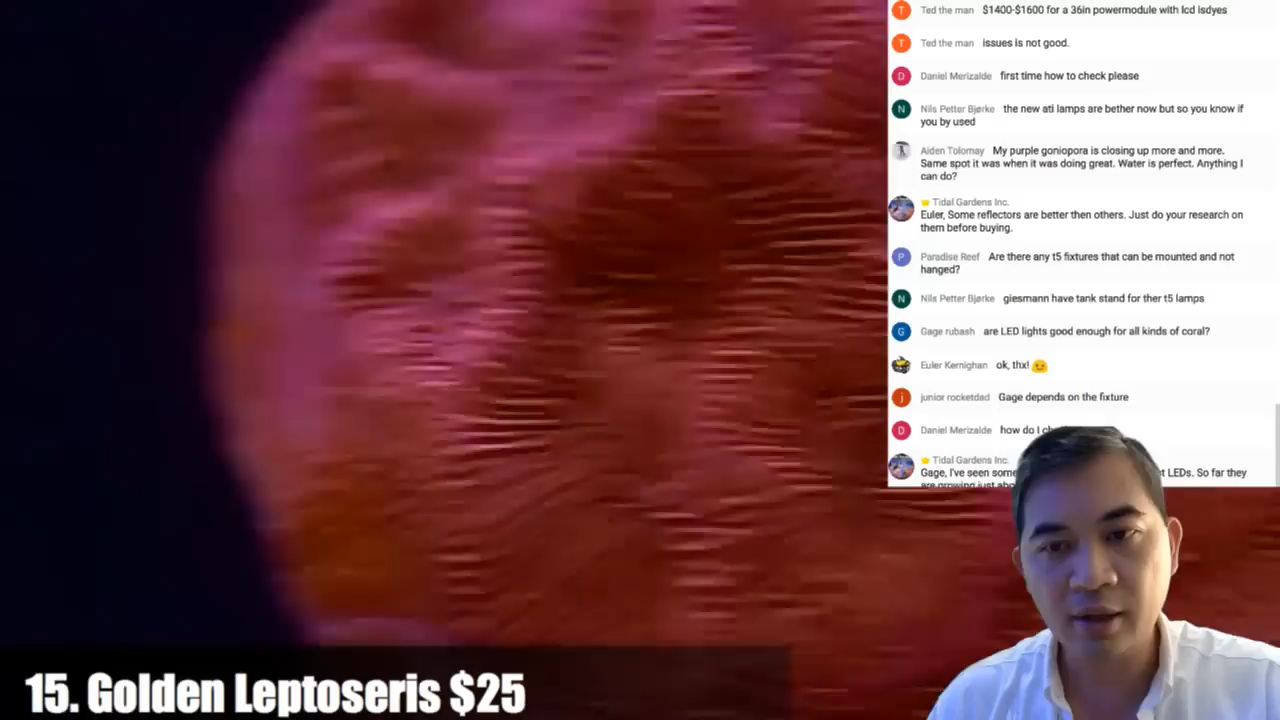 Ted the man $1400-$1600 for a 36in powermodule with lcd isdyes
Ted the man issues is not good.
Daniel Merizalde first time how to check please
Nils Petter Bjørke the new ati lamps are bether now but so you know if
you by used
Aiden Tolomay My purple goniopora is closing up more and more.
Same spot it was when it was doing great. Water is perfect. Anything I
can do?
Tidal Gardens Inc.
Euler, Some reflectors are better then others. Just do your research on
them before buying.
Paradise Reef Are there any t5 fixtures that can be mounted and not
hanged?
Nils Petter Bjørke giesmann have tank stand for ther t5 lamps
Gage rubash are LED lights good enough for all kinds of coral?
Euler Kernighan ok, thx!
junior rocketdad Gage depends on the fixture
Daniel Merizalde how do I
Tidal Gardens Inc.
Gage, I've seen some LEDs. So far they
are growing just
15. Golden Leptoseris $25